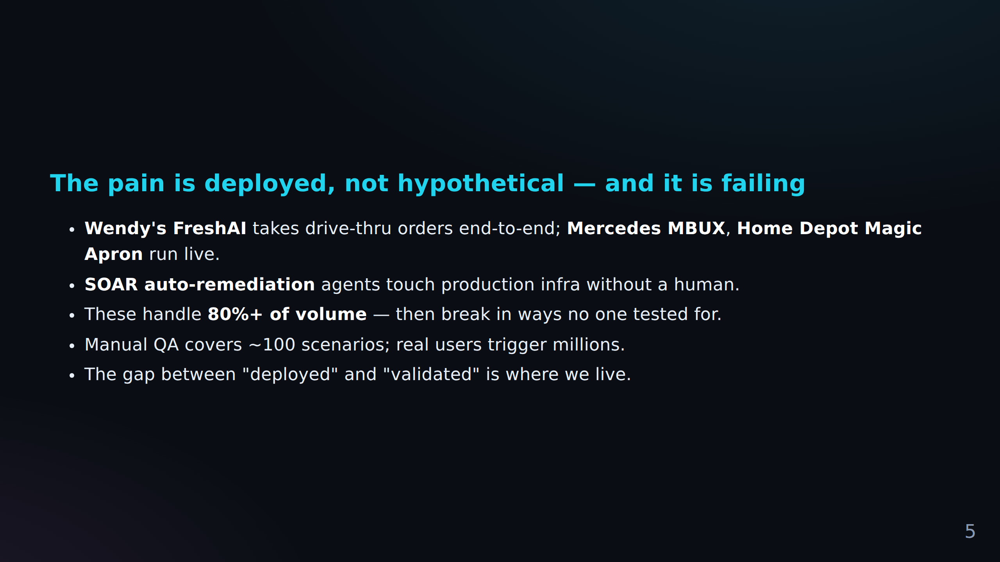 The pain is deployed, not hypothetical — and it is failing
• Wendy's FreshAI takes drive-thru orders end-to-end; Mercedes MBUX, Home Depot Magic
Apron run live.
• SOAR auto-remediation agents touch production infra without a human.
• These handle 80%+ of volume — then break in ways no one tested for.
• Manual QA covers ~100 scenarios; real users trigger millions.
• The gap between "deployed" and "validated" is where we live.
5